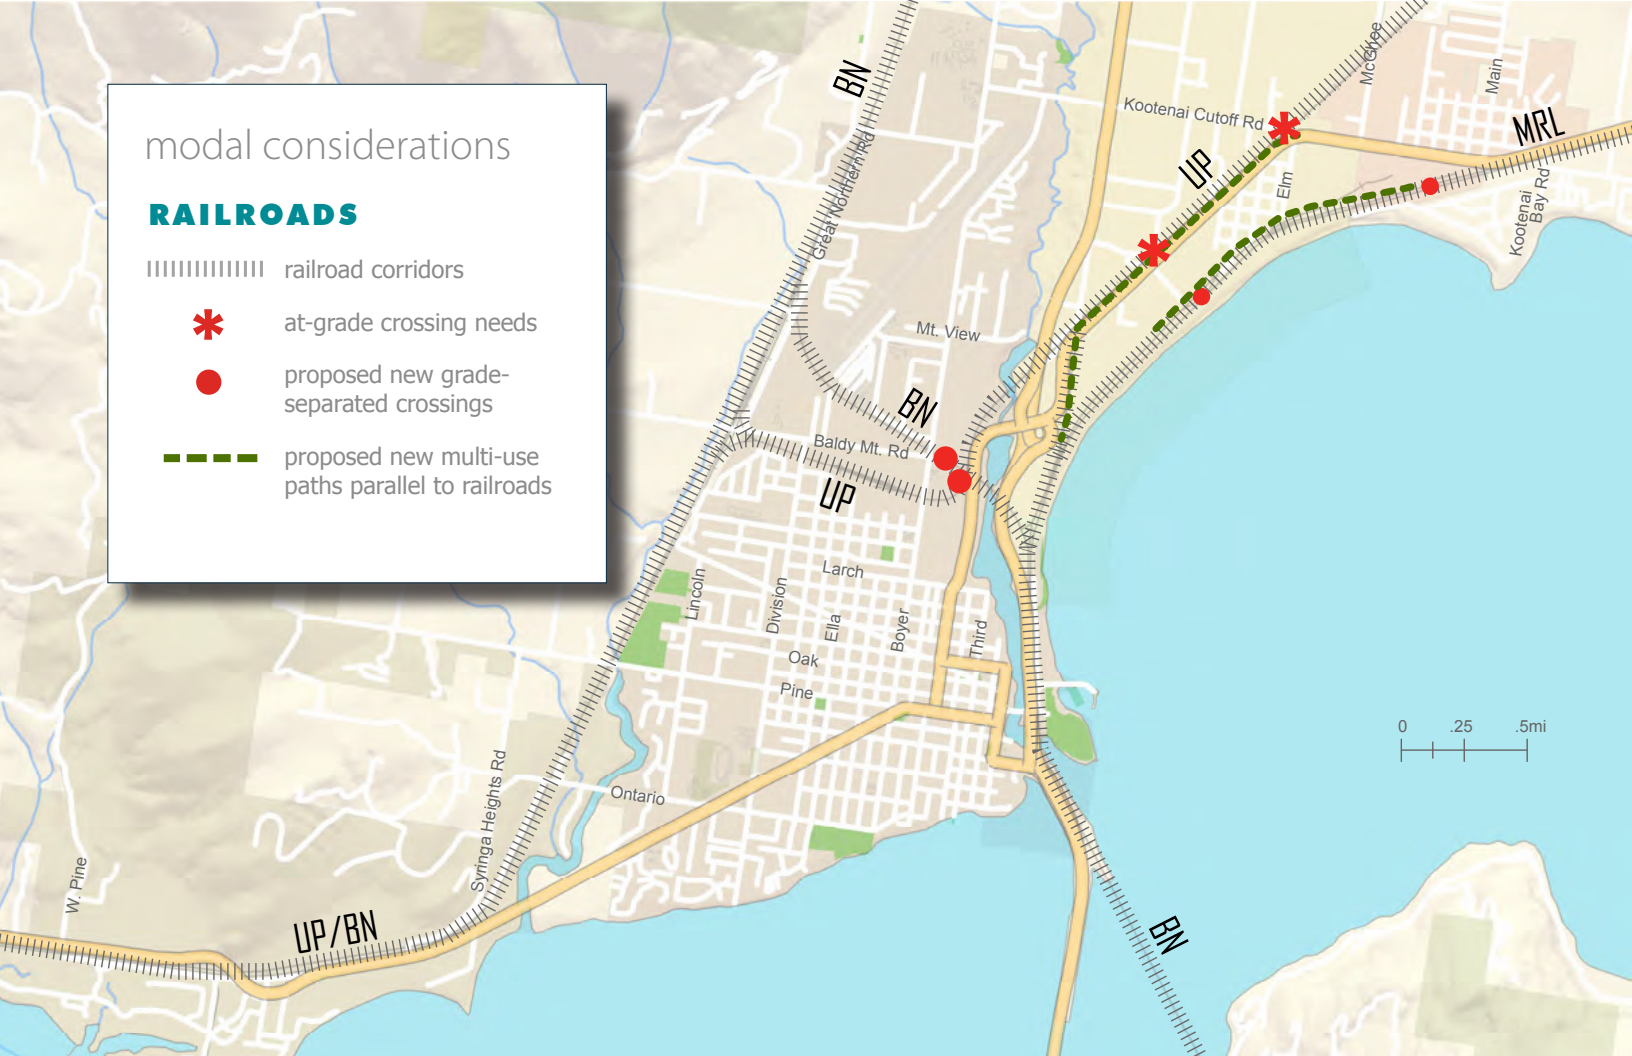 modal considerations
RAILROADS
railroad corridors
at-grade crossing needs
proposed new grade-
separated crossings
proposed new multi-use
paths parallel to railroads
BN
Great Northern Rd
Kootenai Cutoff Rd
McGhee
Main
MRL
UP
Elm
Kootenai
Bay Rd
Mt. View
BN
Baldy Mt. Rd
UP
Larch
Lincoln
Division
Ella
Boyer
Third
Oak
Pine
0 .25 .5mi
Ontario
Syringa Heights Rd
W. Pine
UP/BN
BN